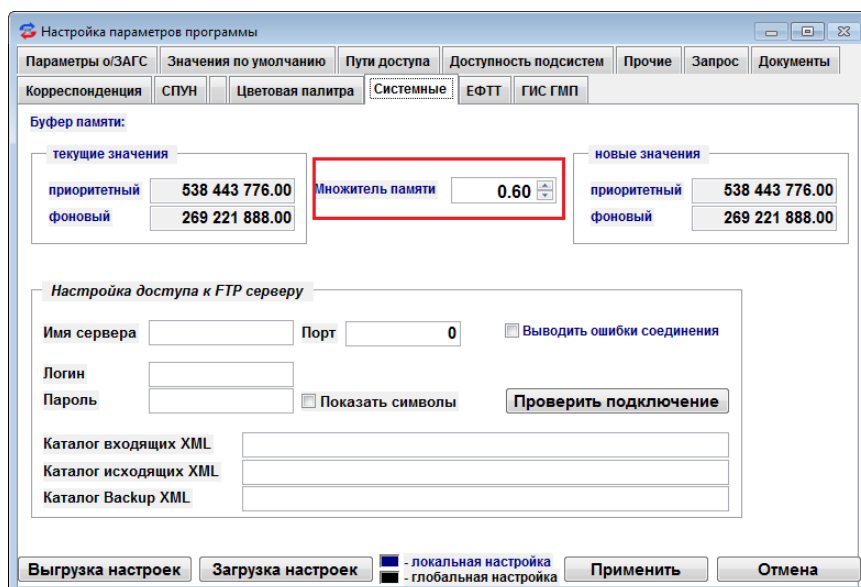 Настройка параметров программы
Параметры о/ЗАГС Значения по умолчанию Пути доступа Доступность подсистем Прочие Запрос Документы
Корреспонденция СПУН Цветовая палитра Системные ЕФТТ ГИС ГМП
Буфер памяти:
текущие значения новые значения
приоритетный 538 443 776.00 Множитель памяти 0.60 приоритетный 538 443 776.00
фоновый 269 221 888.00 фоновый 269 221 888.00
Настройка доступа к FTP серверу
Имя сервера Порт 0 Выводить ошибки соединения
Логин
Пароль Показать символы Проверить подключение
Каталог входящих XML
Каталог исходящих XML
Каталог Backup XML
Выгрузка настроек Загрузка настроек - локальная настройка Применить Отмена
- глобальная настройка